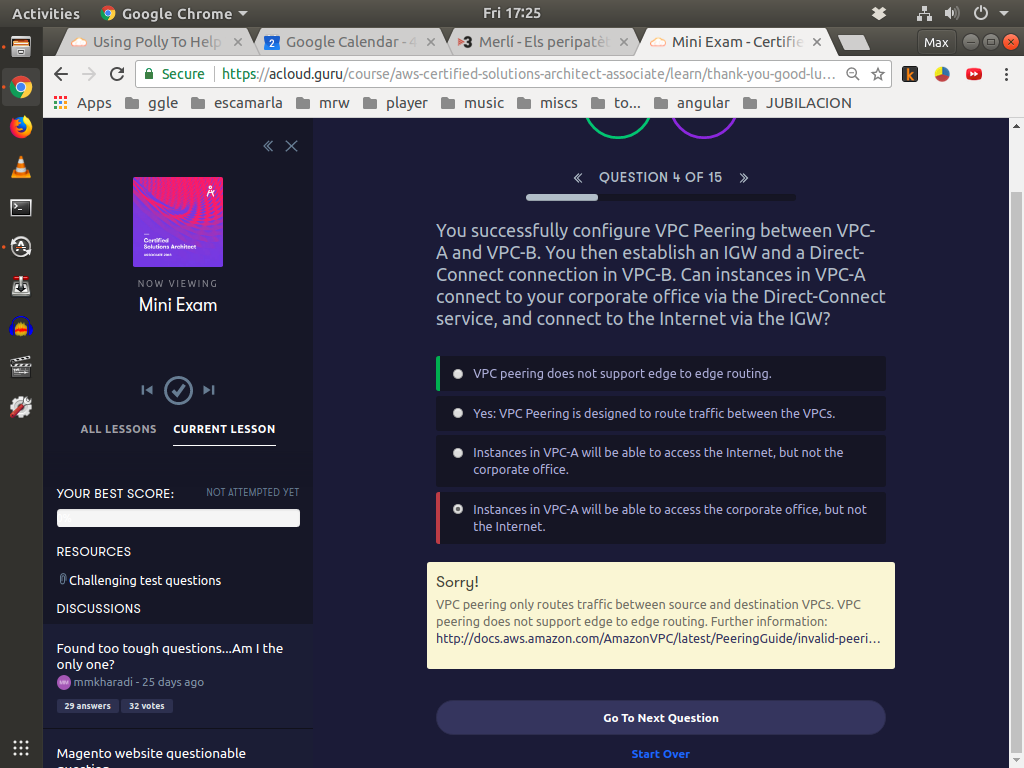 Activities
Google Chrome
Fri 17:25
Using Polly To Help
Google Calendar - 4
Merlí - Els peripatèt
Mini Exam - Certifie
Max
Secure
https://acloud.guru/course/aws-certified-solutions-architect-associate/learn/thank-you-good-lu...
Apps
ggle
escamarla
mrw
player
music
miscs
to...
angular
JUBILACION
Certified
Solutions Architect
NOW VIEWING
Mini Exam
ALL LESSONS
CURRENT LESSON
YOUR BEST SCORE:
NOT ATTEMPTED YET
RESOURCES
Challenging test questions
DISCUSSIONS
Found too tough questions...Am I the
only one?
mmkharadi - 25 days ago
29 answers
32 votes
Magento website questionable
question
« QUESTION 4 OF 15 »
You successfully configure VPC Peering between VPC-
A and VPC-B. You then establish an IGW and a Direct-
Connect connection in VPC-B. Can instances in VPC-A
connect to your corporate office via the Direct-Connect
service, and connect to the Internet via the IGW?
VPC peering does not support edge to edge routing.
Yes: VPC Peering is designed to route traffic between the VPCs.
Instances in VPC-A will be able to access the Internet, but not the
corporate office.
Instances in VPC-A will be able to access the corporate office, but not
the Internet.
Sorry!
VPC peering only routes traffic between source and destination VPCs. VPC
peering does not support edge to edge routing. Further information:
http://docs.aws.amazon.com/AmazonVPC/latest/PeeringGuide/invalid-peeri...
Go To Next Question
Start Over